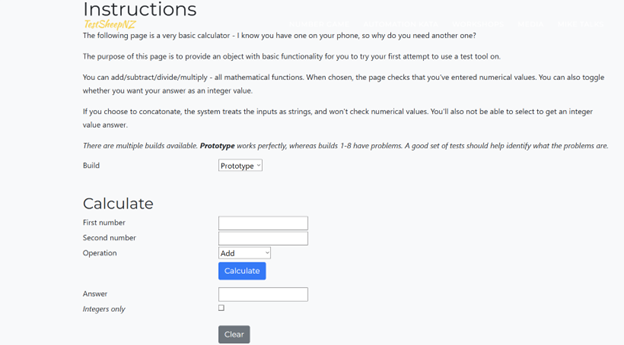 Instructions
TestSheepNZ
The following page is a very basic calculator - I know you have one on your phone, so why do you need another one?
The purpose of this page is to provide an object with basic functionality for you to try your first attempt to use a test tool on.
You can add/subtract/divide/multiply - all mathematical functions. When chosen, the page checks that you've entered numerical values. You can also toggle
whether you want your answer as an integer value.
If you choose to concatonate, the system treats the inputs as strings, and won't check numerical values. You'll also not be able to select to get an integer
value answer.
There are multiple builds available. Prototype works perfectly, whereas builds 1-8 have problems. A good set of tests should help identify what the problems are.
Build Prototype
Calculate
First number
Second number
Operation Add
Calculate
Answer
Integers only
Clear